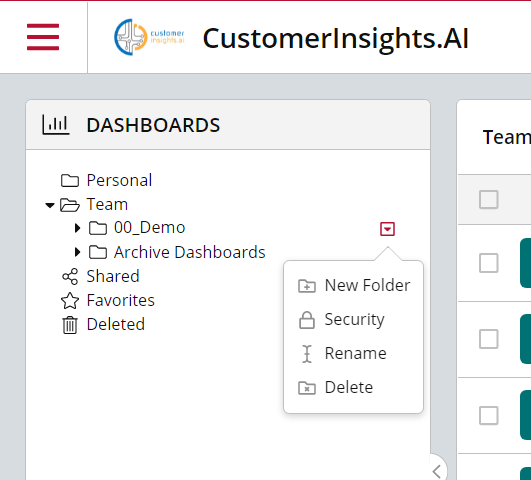 customer
insights.ai
CustomerInsights.AI
DASHBOARDS
Personal
Team
00_Demo
Archive Dashboards
Shared
Favorites
Deleted
New Folder
Security
Rename
Delete
Team